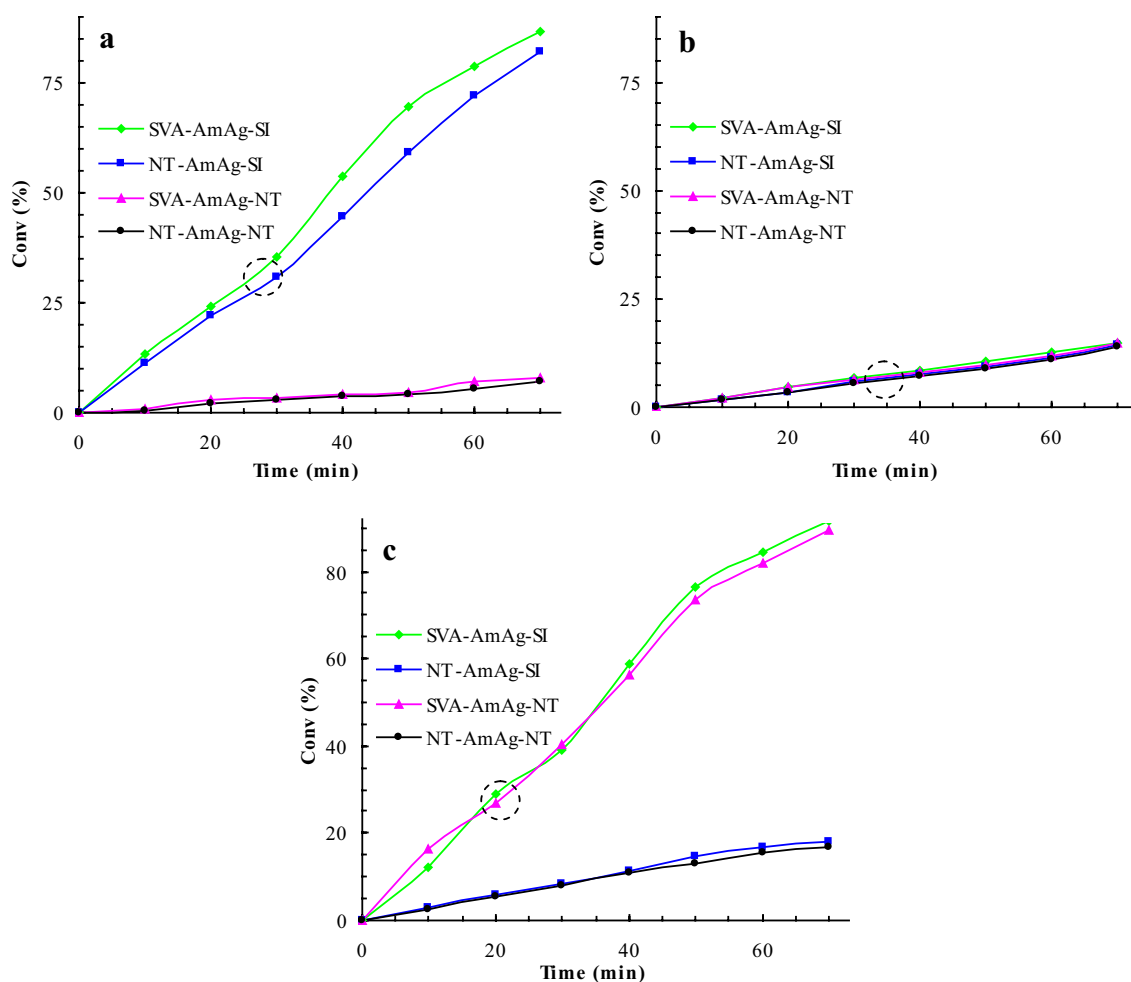 a
75
50
25
0
Conv (%)
SVA-AmAg-SI
NT-AmAg-SI
SVA-AmAg-NT
NT-AmAg-NT
0 20 40 60
Time (min)
b
75
50
25
0
Conv (%)
SVA-AmAg-SI
NT-AmAg-SI
SVA-AmAg-NT
NT-AmAg-NT
0 20 40 60
Time (min)
c
80
60
40
20
0
Conv (%)
SVA-AmAg-SI
NT-AmAg-SI
SVA-AmAg-NT
NT-AmAg-NT
0 20 40 60
Time (min)